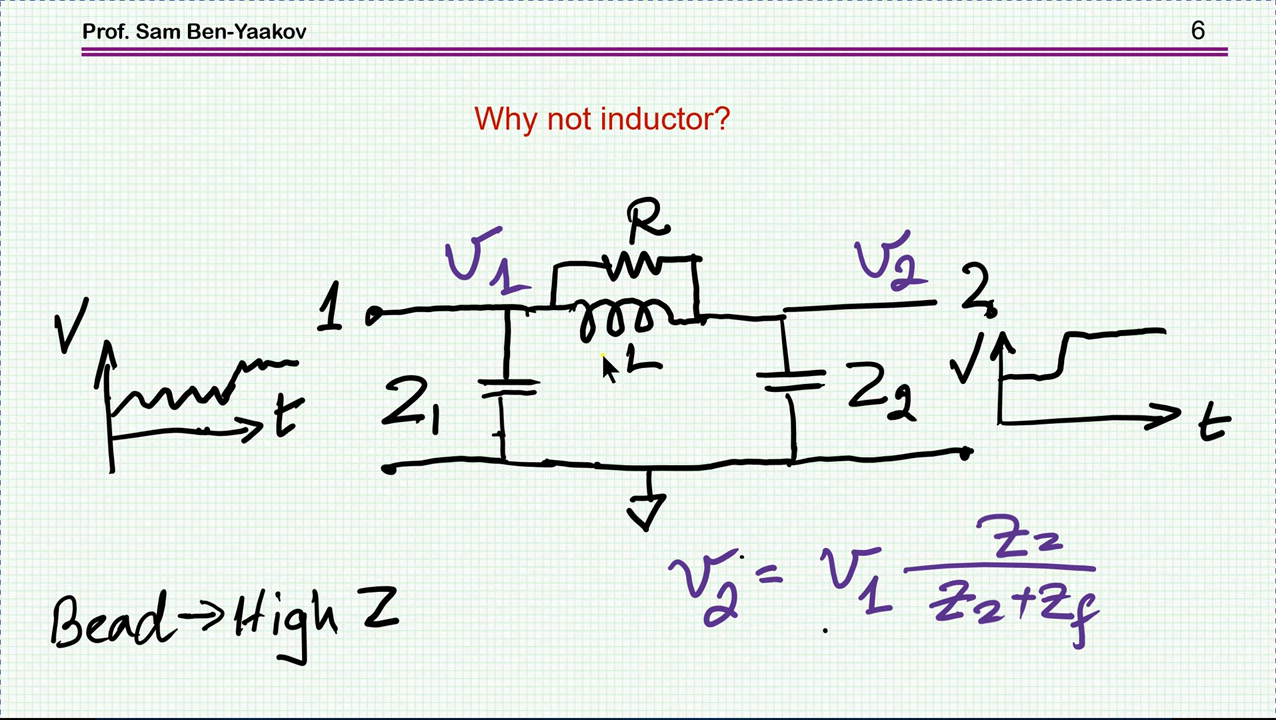 Prof. Sam Ben-Yaakov
6
Why not inductor?
R
V1
V2
1
2
V
t
L
Z1
Z2
V
t
V2 = V1 Z2 / Z2 + Zf
Bead → High Z